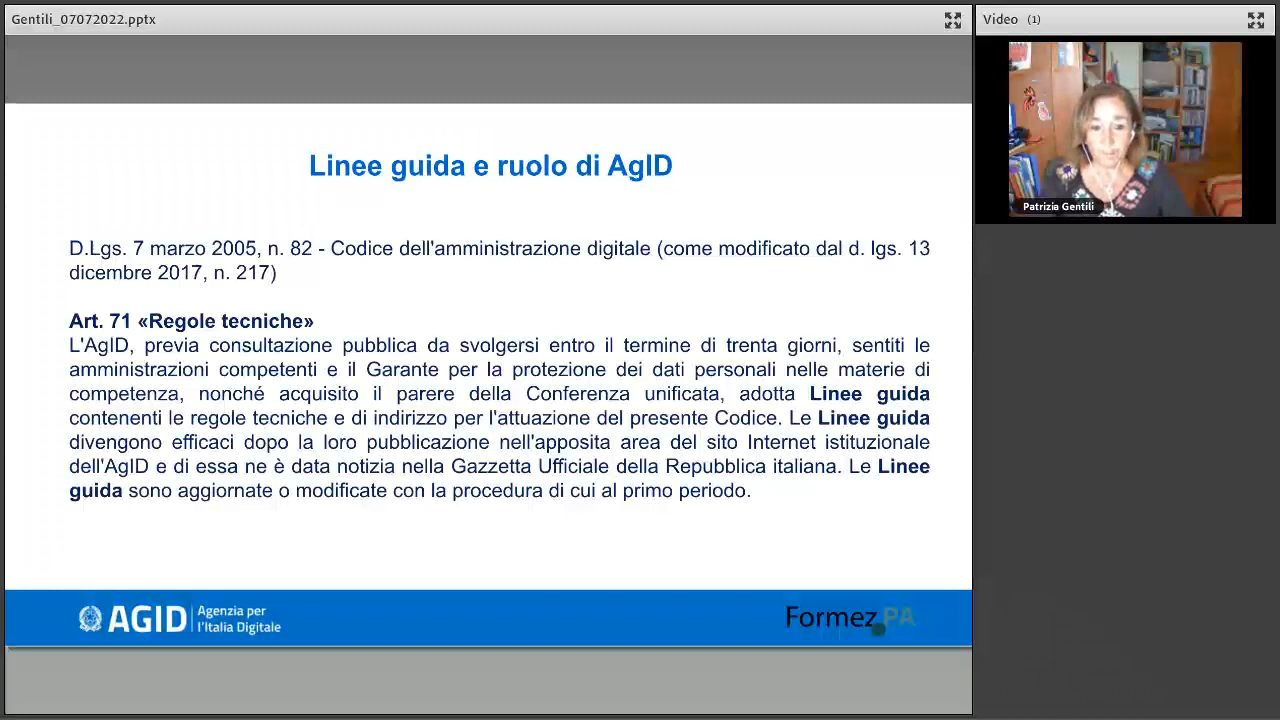 Gentili_07072022.pptx
Video (1)
Patrizia Gentili
Linee guida e ruolo di AgID
D.Lgs. 7 marzo 2005, n. 82 - Codice dell'amministrazione digitale (come modificato dal d. lgs. 13
dicembre 2017, n. 217)
Art. 71 «Regole tecniche»
L'AgID, previa consultazione pubblica da svolgersi entro il termine di trenta giorni, sentiti le
amministrazioni competenti e il Garante per la protezione dei dati personali nelle materie di
competenza, nonché acquisito il parere della Conferenza unificata, adotta Linee guida
contenenti le regole tecniche e di indirizzo per l'attuazione del presente Codice. Le Linee guida
divengono efficaci dopo la loro pubblicazione nell'apposita area del sito Internet istituzionale
dell'AgID e di essa ne è data notizia nella Gazzetta Ufficiale della Repubblica italiana. Le Linee
guida sono aggiornate o modificate con la procedura di cui al primo periodo.
AGID
Agenzia per
l'Italia Digitale
Formez PA